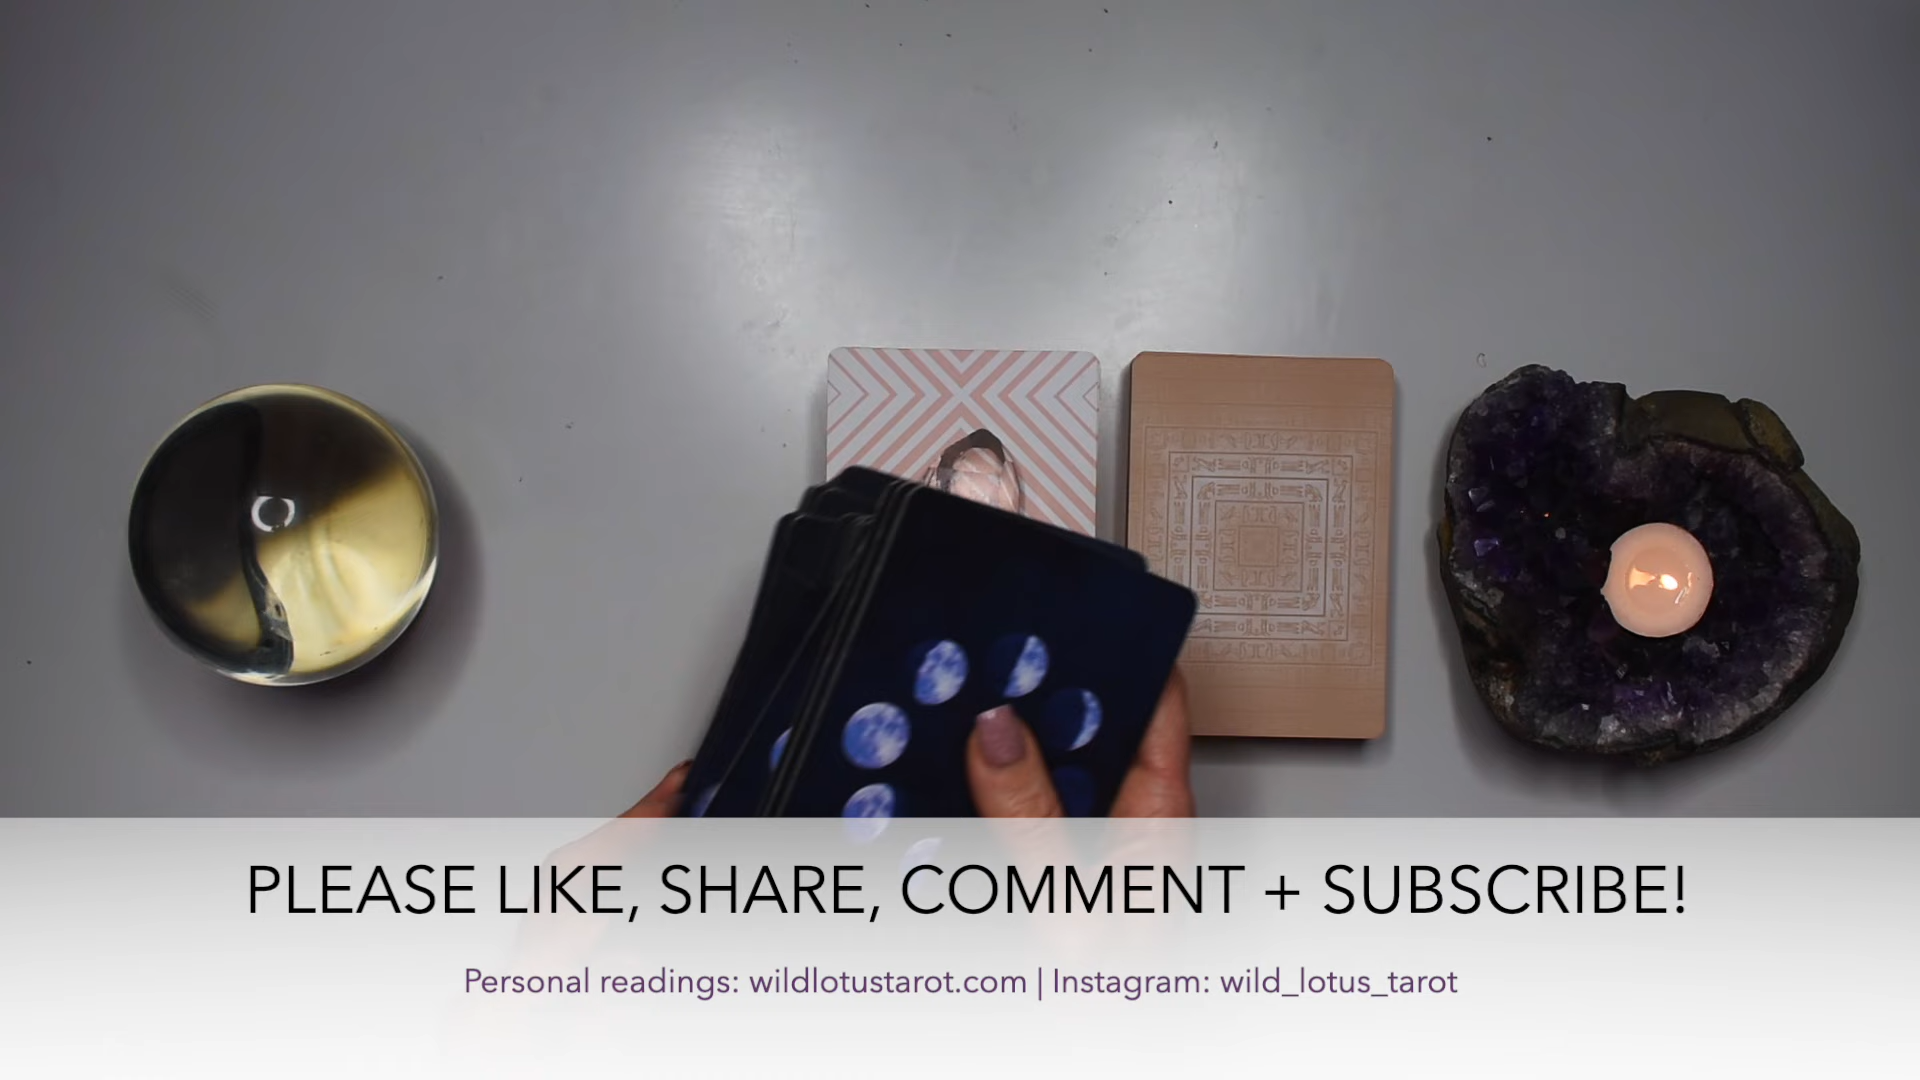 PLEASE LIKE, SHARE, COMMENT + SUBSCRIBE!
Personal readings: wildlotustarot.com | Instagram: wild_lotus_tarot